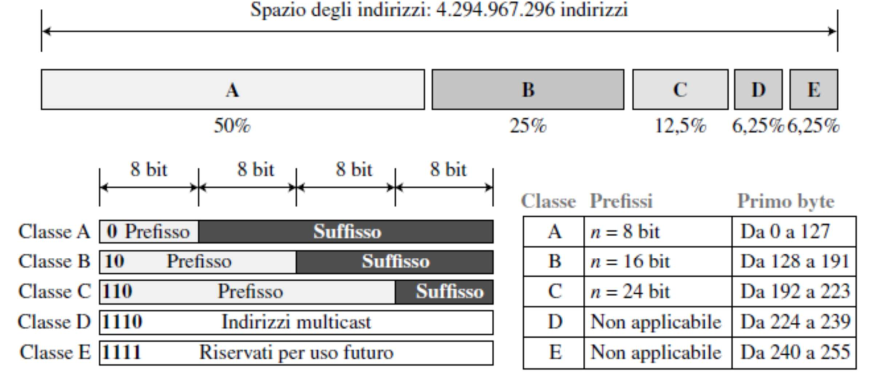 Spazio degli indirizzi: 4.294.967.296 indirizzi
A B C D E
50% 25% 12,5% 6,25% 6,25%
8 bit 8 bit 8 bit 8 bit
Classe A 0 Prefisso Suffisso
Classe B 10 Prefisso Suffisso
Classe C 110 Prefisso Suffisso
Classe D 1110 Indirizzi multicast
Classe E 1111 Riservati per uso futuro
Classe Prefissi Primo byte
A n = 8 bit Da 0 a 127
B n = 16 bit Da 128 a 191
C n = 24 bit Da 192 a 223
D Non applicabile Da 224 a 239
E Non applicabile Da 240 a 255